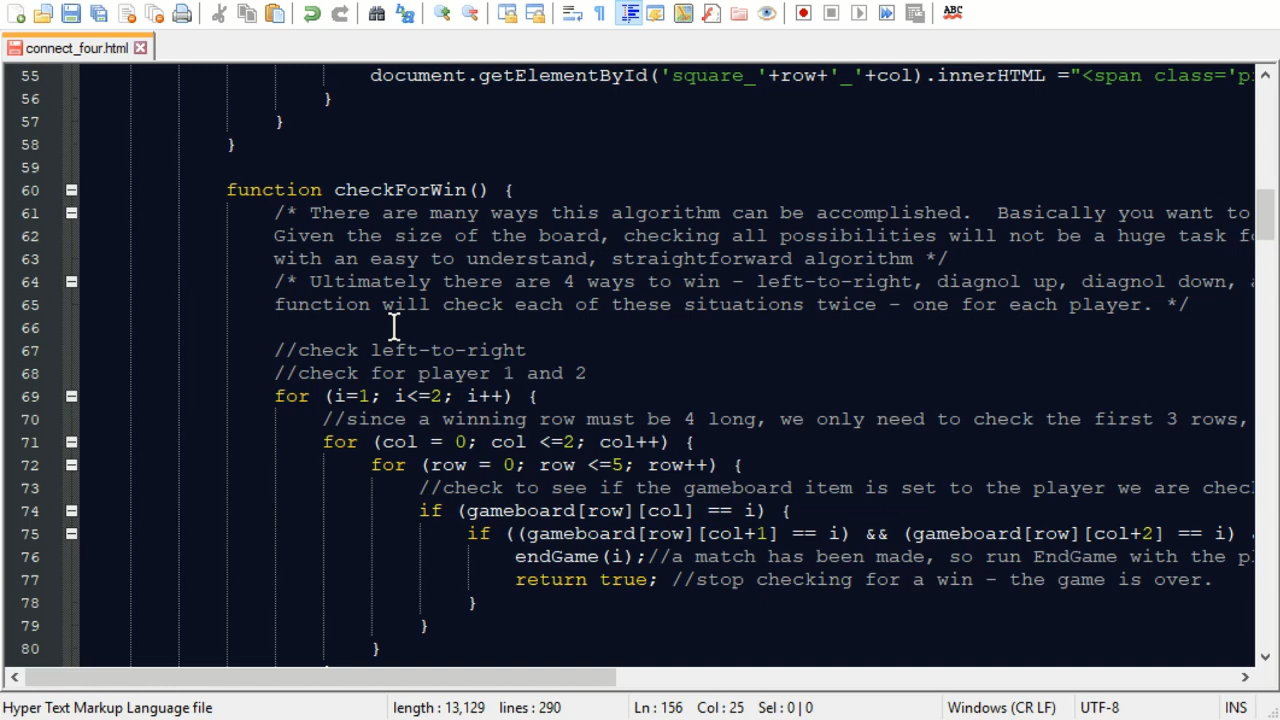 ABC
connect_four.html
55 document.getElementById('square_'+row+'_'+col).innerHTML ="<span class='pi
56 }
57 }
58 }
59
60 function checkForWin() {
61 /* There are many ways this algorithm can be accomplished.  Basically you want to
62 Given the size of the board, checking all possibilities will not be a huge task fo
63 with an easy to understand, straightforward algorithm */
64 /* Ultimately there are 4 ways to win - left-to-right, diagnol up, diagnol down, a
65 function will check each of these situations twice - one for each player. */
66
67 //check left-to-right
68 //check for player 1 and 2
69 for (i=1; i<=2; i++) {
70 //since a winning row must be 4 long, we only need to check the first 3 rows,
71 for (col = 0; col <=2; col++) {
72 for (row = 0; row <=5; row++) {
73 //check to see if the gameboard item is set to the player we are chec
74 if (gameboard[row][col] == i) {
75 if ((gameboard[row][col+1] == i) && (gameboard[row][col+2] == i) &
76 endGame(i);//a match has been made, so run EndGame with the pl
77 return true; //stop checking for a win - the game is over.
78 }
79 }
80 }
Hyper Text Markup Language file length : 13,129 lines : 290 Ln : 156 Col : 25 Sel : 0 | 0 Windows (CR LF) UTF-8 INS